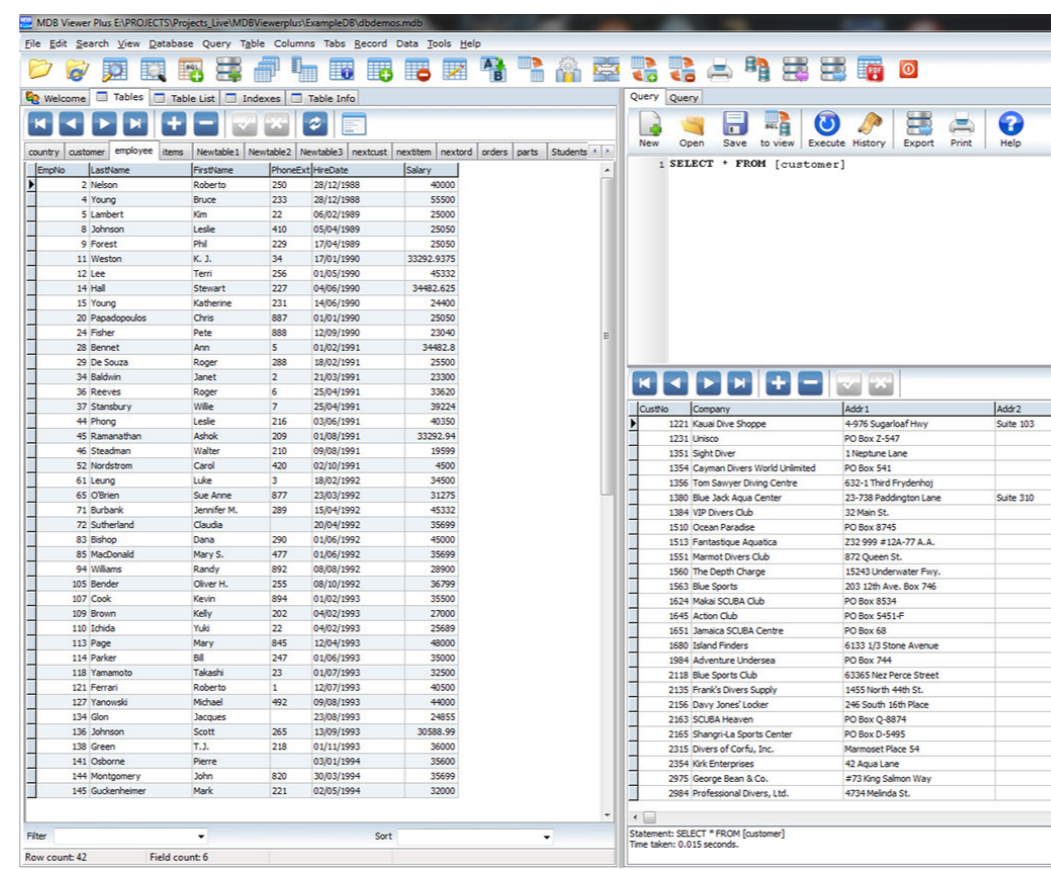 MDB Viewer Plus E:\PROJECTS\Projects_Live\MDBViewerplus\ExampleDB\dbdemos.mdb
File Edit Search View Database Query Table Columns Tabs Record Data Tools Help
Welcome Tables Table List Indexes Table Info
country customer employee items Newtable1 Newtable2 Newtable3 nextcust nextitem nextord orders parts Students
EmpNo LastName FirstName PhoneExt HireDate Salary
2 Nelson Roberto 250 28/12/1988 40000
4 Young Bruce 233 28/12/1988 55500
5 Lambert Kim 22 06/02/1989 25000
8 Johnson Leslie 410 05/04/1989 25050
9 Forest Phil 229 17/04/1989 25050
11 Weston K. J. 34 17/01/1990 33292.9375
12 Lee Terri 256 01/05/1990 45332
14 Hall Stewart 227 04/06/1990 34482.625
15 Young Katherine 231 14/06/1990 24400
20 Papadopoulos Chris 887 01/01/1990 25050
24 Fisher Pete 888 12/09/1990 23040
28 Bennet Ann 5 01/02/1991 34482.8
29 De Souza Roger 288 18/02/1991 25500
34 Baldwin Janet 2 21/03/1991 23300
36 Reeves Roger 6 25/04/1991 33620
37 Stansbury Willie 7 25/04/1991 39224
44 Phong Leslie 216 03/06/1991 40350
45 Ramanathan Ashok 209 01/08/1991 33292.94
46 Steadman Walter 210 09/08/1991 19599
52 Nordstrom Carol 420 02/10/1991 4500
61 Leung Luke 3 18/02/1992 34500
65 O'Brien Sue Anne 877 23/03/1992 31275
71 Burbank Jennifer M. 289 15/04/1992 45332
72 Sutherland Claudia 20/04/1992 35699
83 Bishop Dana 290 01/06/1992 45000
85 MacDonald Mary S. 477 01/06/1992 35699
94 Williams Randy 892 08/08/1992 28900
105 Bender Oliver H. 255 08/10/1992 36799
107 Cook Kevin 894 01/02/1993 35500
109 Brown Kelly 202 04/02/1993 27000
110 Ichida Yuki 22 04/02/1993 25689
113 Page Mary 845 12/04/1993 48000
114 Parker Bill 247 01/06/1993 35000
118 Yamamoto Takashi 23 01/07/1993 32500
121 Ferrari Roberto 1 12/07/1993 40500
127 Yanowski Michael 492 09/08/1993 44000
134 Glon Jacques 23/08/1993 24855
136 Johnson Scott 265 13/09/1993 30588.99
138 Green T.J. 218 01/11/1993 36000
141 Osborne Pierre 03/01/1994 35600
144 Montgomery John 820 30/03/1994 35699
145 Guckenheimer Mark 221 02/05/1994 32000
Filter Sort
Row count: 42 Field count: 6
Query Query
New Open Save to view Execute History Export Print Help
1 SELECT * FROM [customer]
CustNo Company Addr1 Addr2
1221 Kauai Dive Shoppe 4-976 Sugarloaf Hwy Suite 103
1231 Unisco PO Box Z-547
1351 Sight Diver 1 Neptune Lane
1354 Cayman Divers World Unlimited PO Box 541
1356 Tom Sawyer Diving Centre 632-1 Third Frydenhoj
1380 Blue Jack Aqua Center 23-738 Paddington Lane Suite 310
1384 VIP Divers Club 32 Main St.
1510 Ocean Paradise PO Box 8745
1513 Fantastique Aquatica Z32 999 #12A-77 A.A.
1551 Marmot Divers Club 872 Queen St.
1560 The Depth Charge 15243 Underwater Fwy.
1563 Blue Sports 203 12th Ave. Box 746
1624 Makai SCUBA Club PO Box 8534
1645 Action Club PO Box 5451-F
1651 Jamaica SCUBA Centre PO Box 68
1680 Island Finders 6133 1/3 Stone Avenue
1984 Adventure Undersea PO Box 744
2118 Blue Sports Club 63365 Nez Perce Street
2135 Frank's Divers Supply 1455 North 44th St.
2156 Davy Jones' Locker 246 South 16th Place
2163 SCUBA Heaven PO Box Q-8874
2165 Shangri-La Sports Center PO Box D-5495
2315 Divers of Corfu, Inc. Marmoset Place 54
2354 Kirk Enterprises 42 Aqua Lane
2975 George Bean & Co. #73 King Salmon Way
2984 Professional Divers, Ltd. 4734 Melinda St.
Statement: SELECT * FROM [customer]
Time taken: 0.015 seconds.